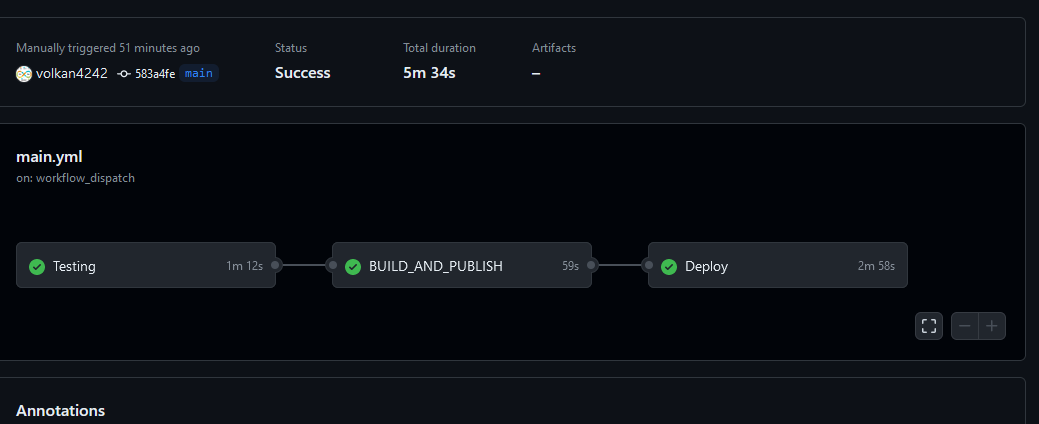 Manually triggered 51 minutes ago
volkan4242 583a4fe main
Status
Success
Total duration
5m 34s
Artifacts
–
main.yml
on: workflow_dispatch
Testing 1m 12s
BUILD_AND_PUBLISH 59s
Deploy 2m 58s
Annotations